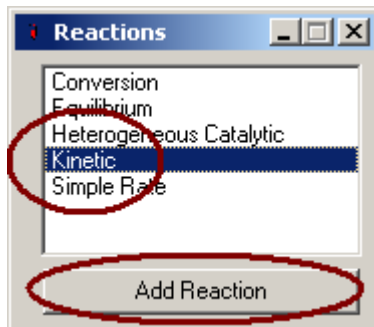 Reactions
Conversion
Equilibrium
Heterogeneous Catalytic
Kinetic
Simple Rate
Add Reaction